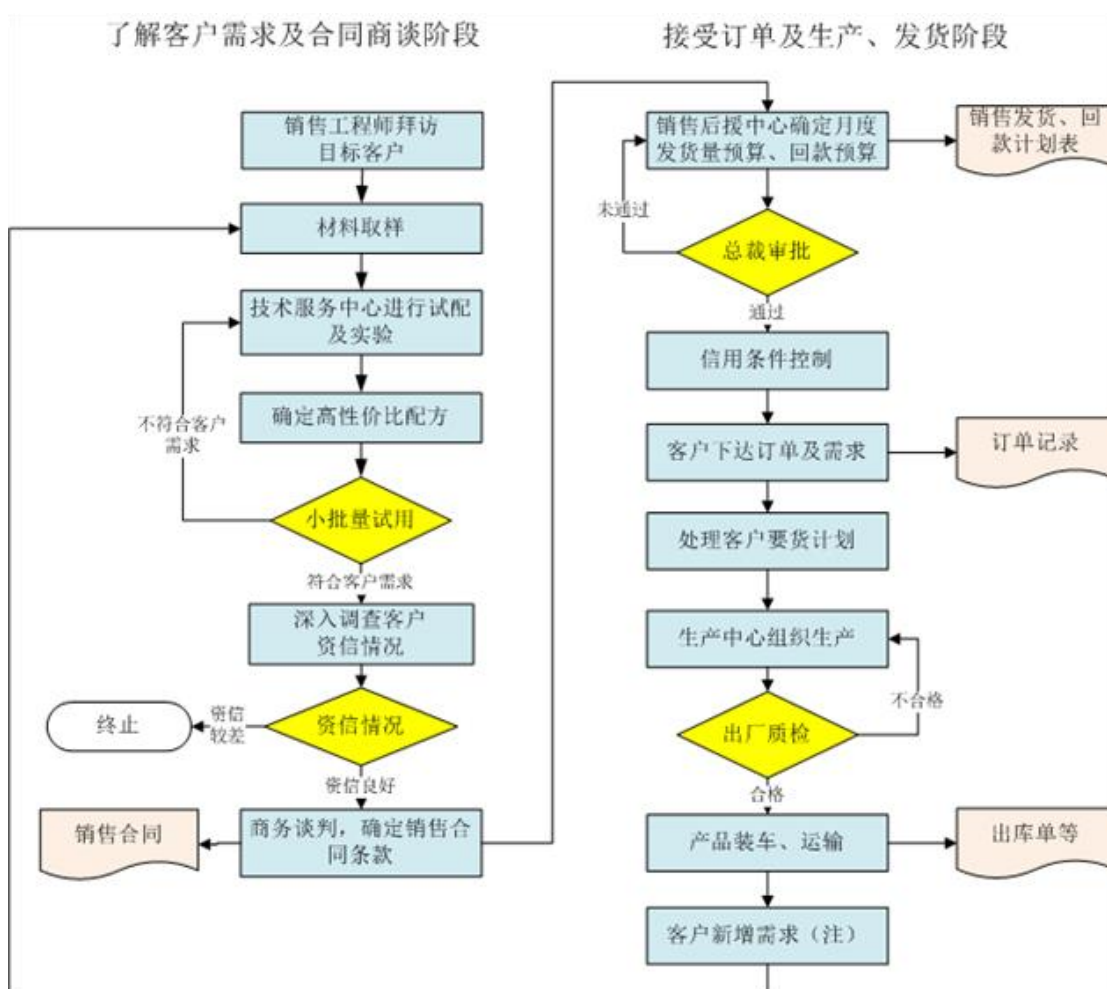 了解客户需求及合同商谈阶段
销售工程师拜访
目标客户
材料取样
技术服务中心进行试配
及实验
确定高性价比配方
不符合客户
需求
小批量试用
符合客户需求
深入调查客户
资信情况
资信情况
资信
较差
终止
资信良好
商务谈判，确定销售合
同条款
销售合同
接受订单及生产、发货阶段
销售后援中心确定月度
发货量预算、回款预算
销售发货、回
款计划表
未通过
总裁审批
通过
信用条件控制
客户下达订单及需求
订单记录
处理客户要货计划
生产中心组织生产
不合格
出厂质检
合格
产品装车、运输
出库单等
客户新增需求（注）